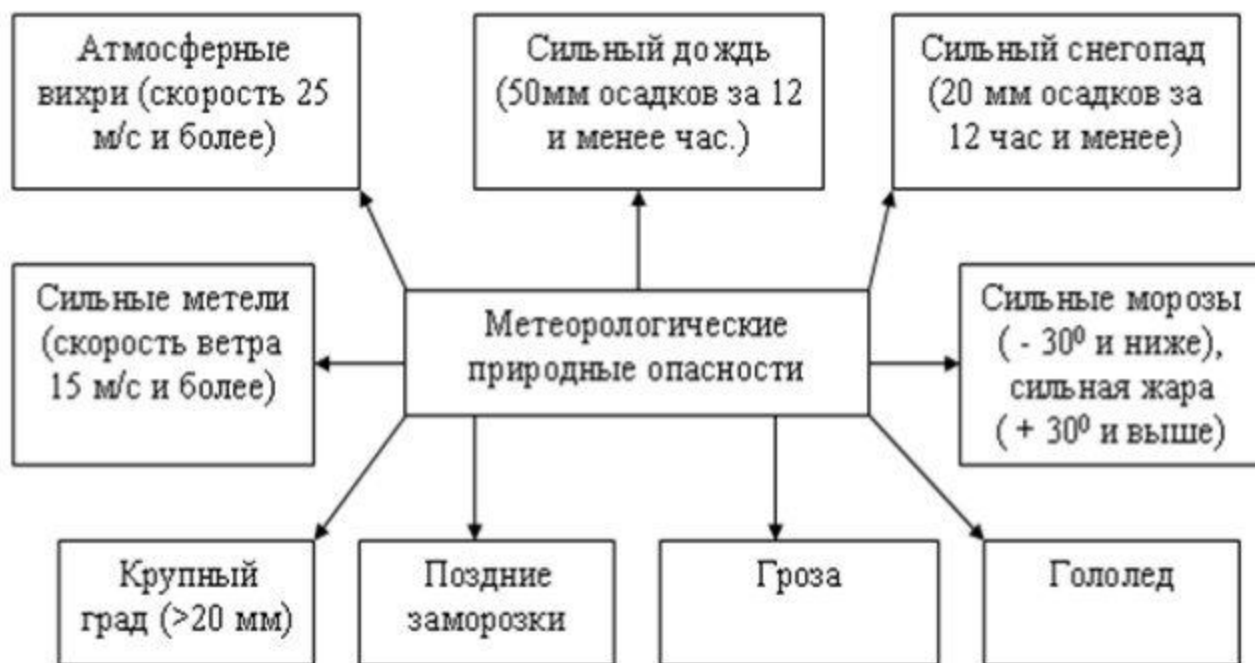 Атмосферные
вихри (скорость 25
м/с и более)
Сильный дождь
(50мм осадков за 12
и менее час.)
Сильный снегопад
(20 мм осадков за
12 час и менее)
Сильные метели
(скорость ветра
15 м/с и более)
Метеорологические
природные опасности
Сильные морозы
( - 30⁰ и ниже),
сильная жара
( + 30⁰ и выше)
Крупный
град (>20 мм)
Поздние
заморозки
Гроза
Гололед